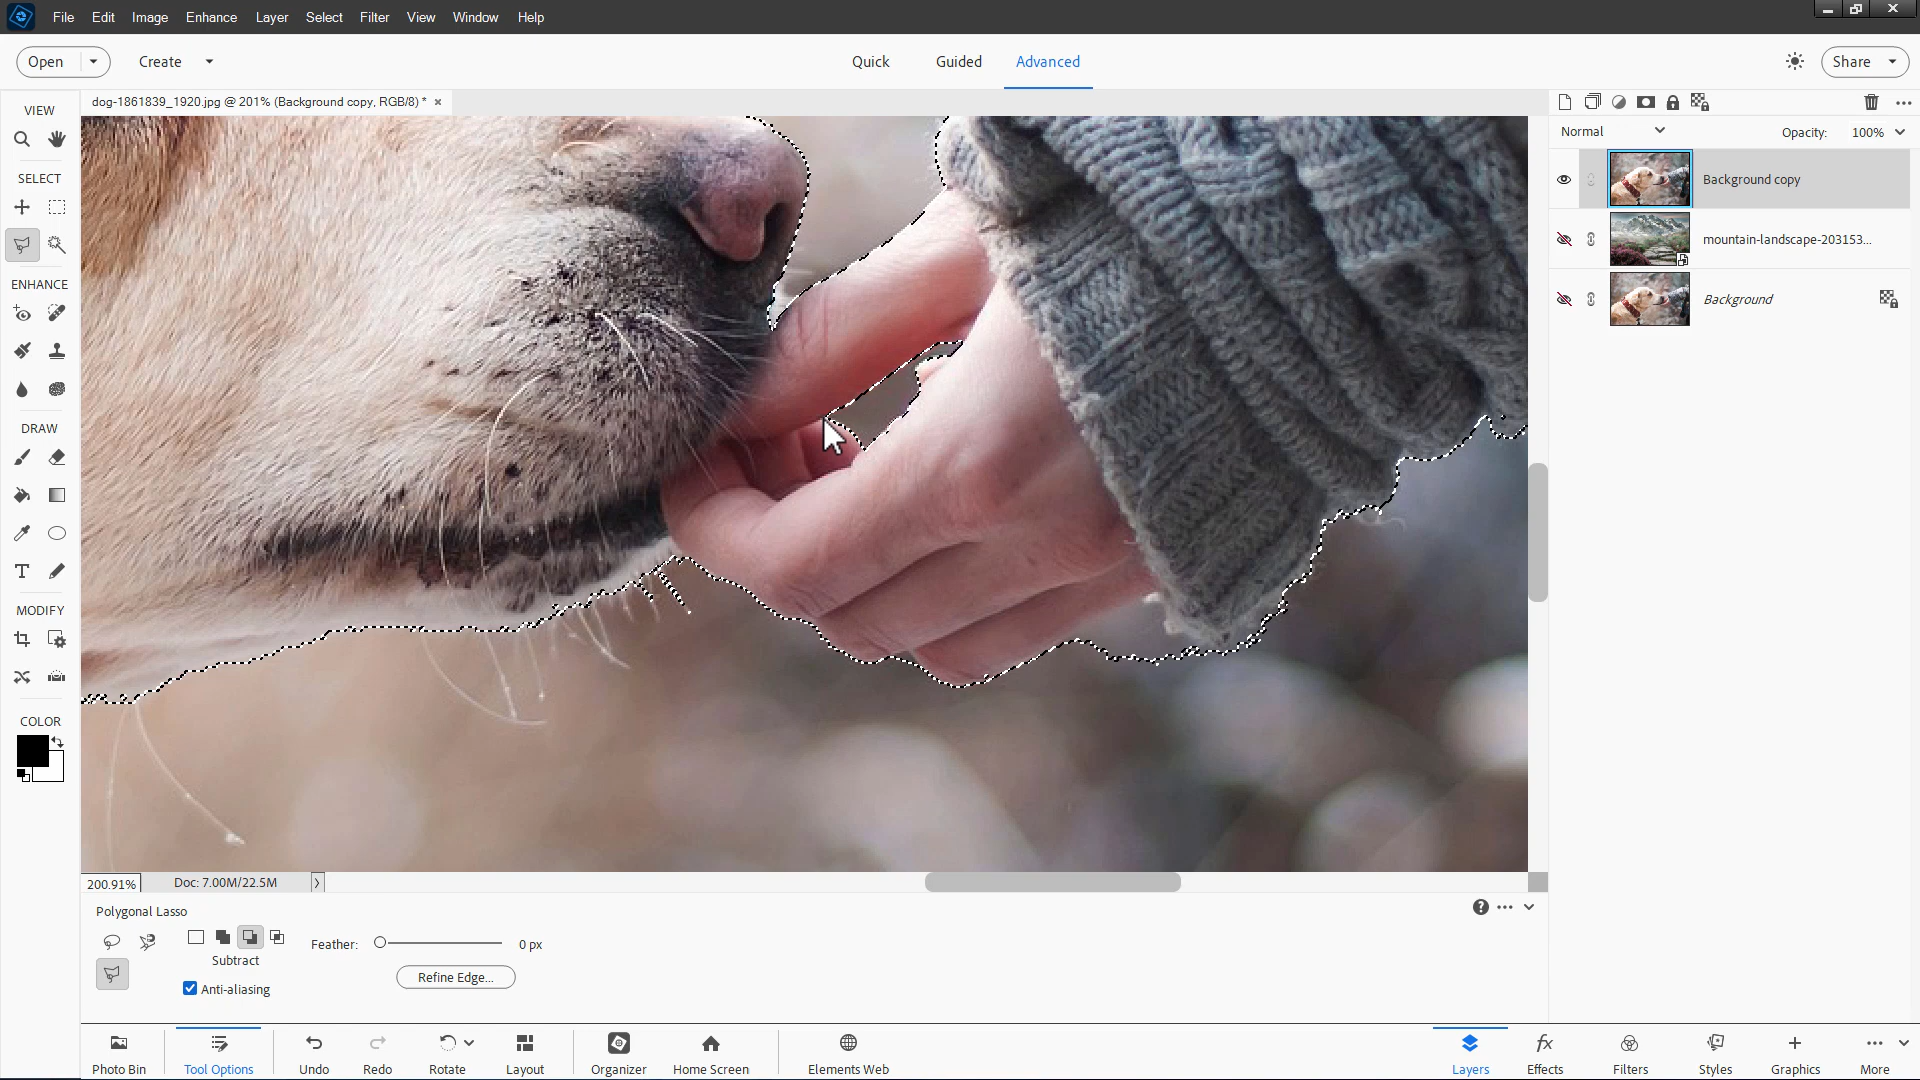 File Edit Image Enhance Layer Select Filter View Window Help
Open Create Quick Guided Advanced Share
VIEW
dog-1861839_1920.jpg @ 201% (Background copy, RGB/8) *
Normal Opacity: 100%
SELECT
Background copy
mountain-landscape-203153...
ENHANCE
Background
DRAW
MODIFY
COLOR
200.91% Doc: 7.00M/22.5M
Polygonal Lasso
Feather: 0 px
Subtract
Refine Edge...
Anti-aliasing
Photo Bin Tool Options Undo Redo Rotate Layout Organizer Home Screen Elements Web Layers Effects Filters Styles Graphics More